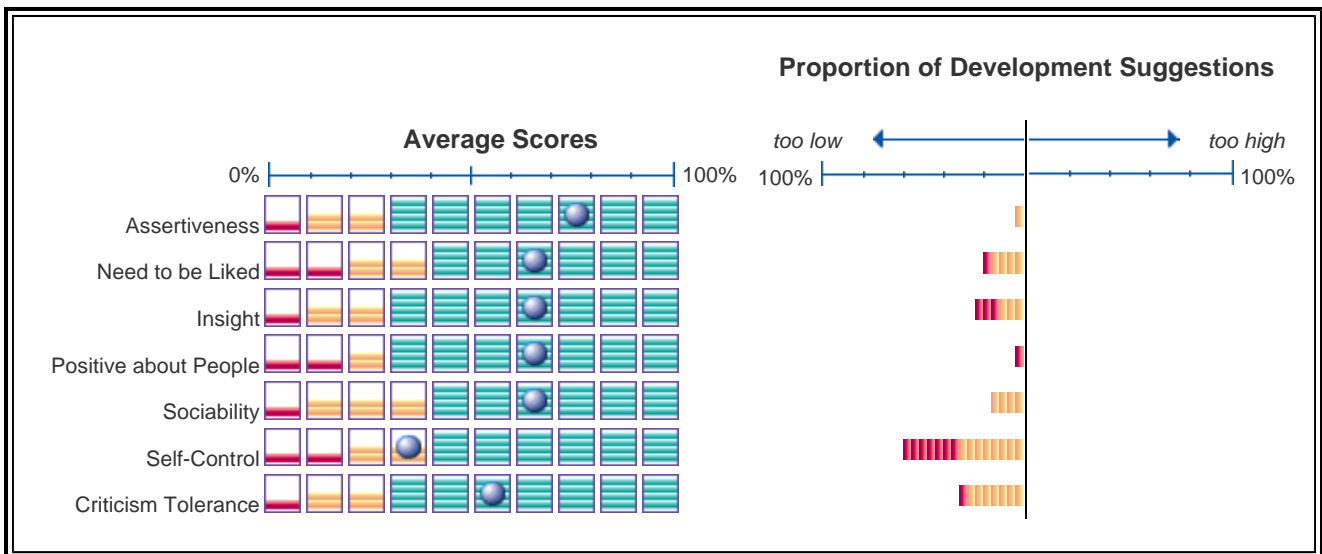 Proportion of Development Suggestions
Average Scores
too low
too high
0%
100%
100%
100%
Assertiveness
Need to be Liked
Insight
Positive about People
Sociability
Self-Control
Criticism Tolerance